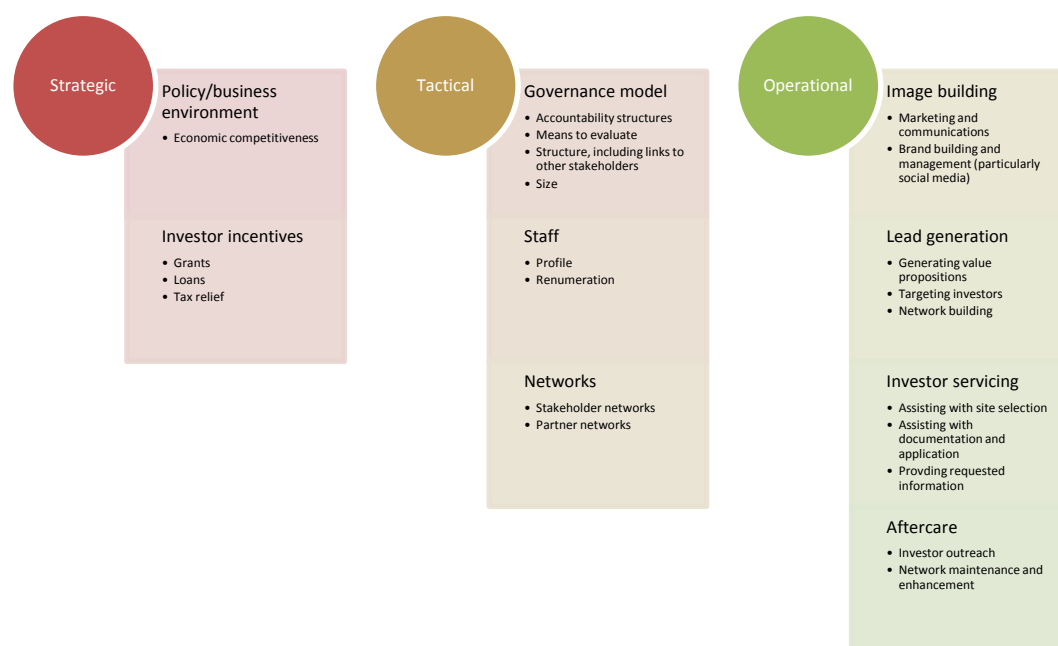 Strategic
Policy/business
environment
• Economic competitiveness
Investor incentives
• Grants
• Loans
• Tax relief
Tactical
Governance model
• Accountability structures
• Means to evaluate
• Structure, including links to
other stakeholders
• Size
Staff
• Profile
• Renumeration
Networks
• Stakeholder networks
• Partner networks
Operational
Image building
• Marketing and
communications
• Brand building and
management (particularly
social media)
Lead generation
• Generating value
propositions
• Targeting investors
• Network building
Investor servicing
• Assisting with site selection
• Assisting with
documentation and
application
• Provding requested
information
Aftercare
• Investor outreach
• Network maintenance and
enhancement